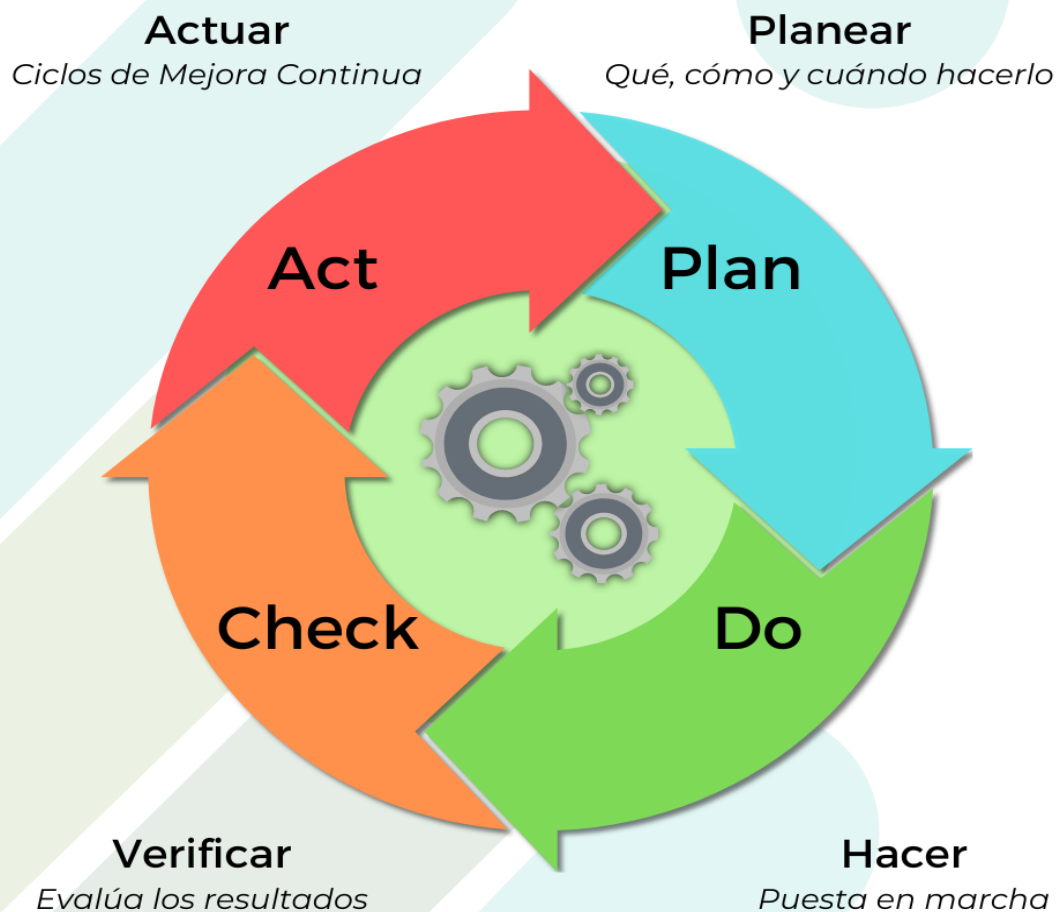 Actuar
Ciclos de Mejora Continua
Planear
Qué, cómo y cuándo hacerlo
Act
Plan
Check
Do
Verificar
Evalúa los resultados
Hacer
Puesta en marcha